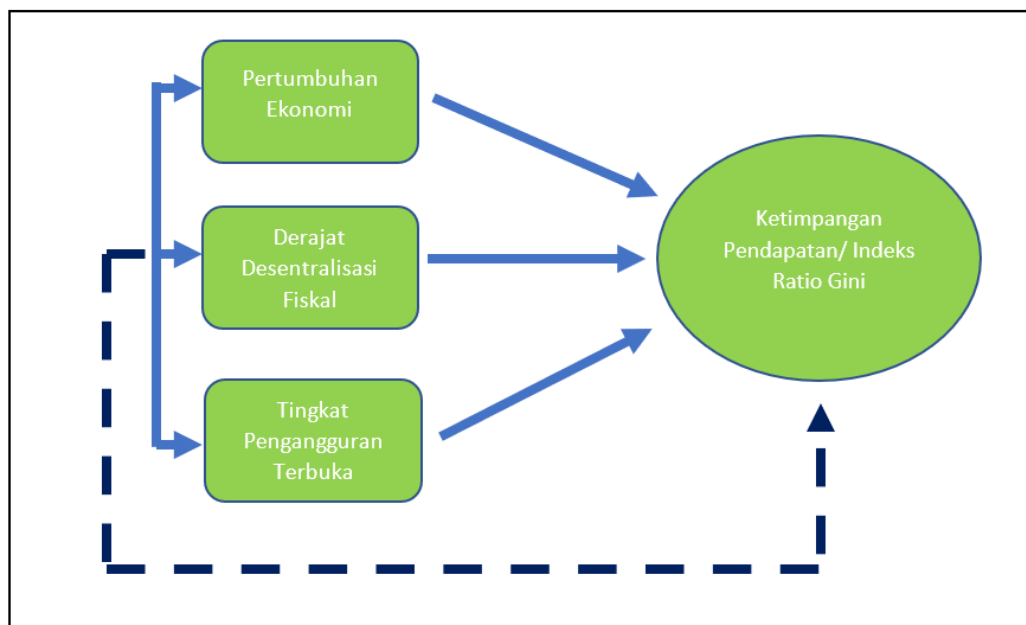 Pertumbuhan
Ekonomi
Derajat
Desentralisasi
Fiskal
Tingkat
Pengangguran
Terbuka
Ketimpangan
Pendapatan/ Indeks
Ratio Gini